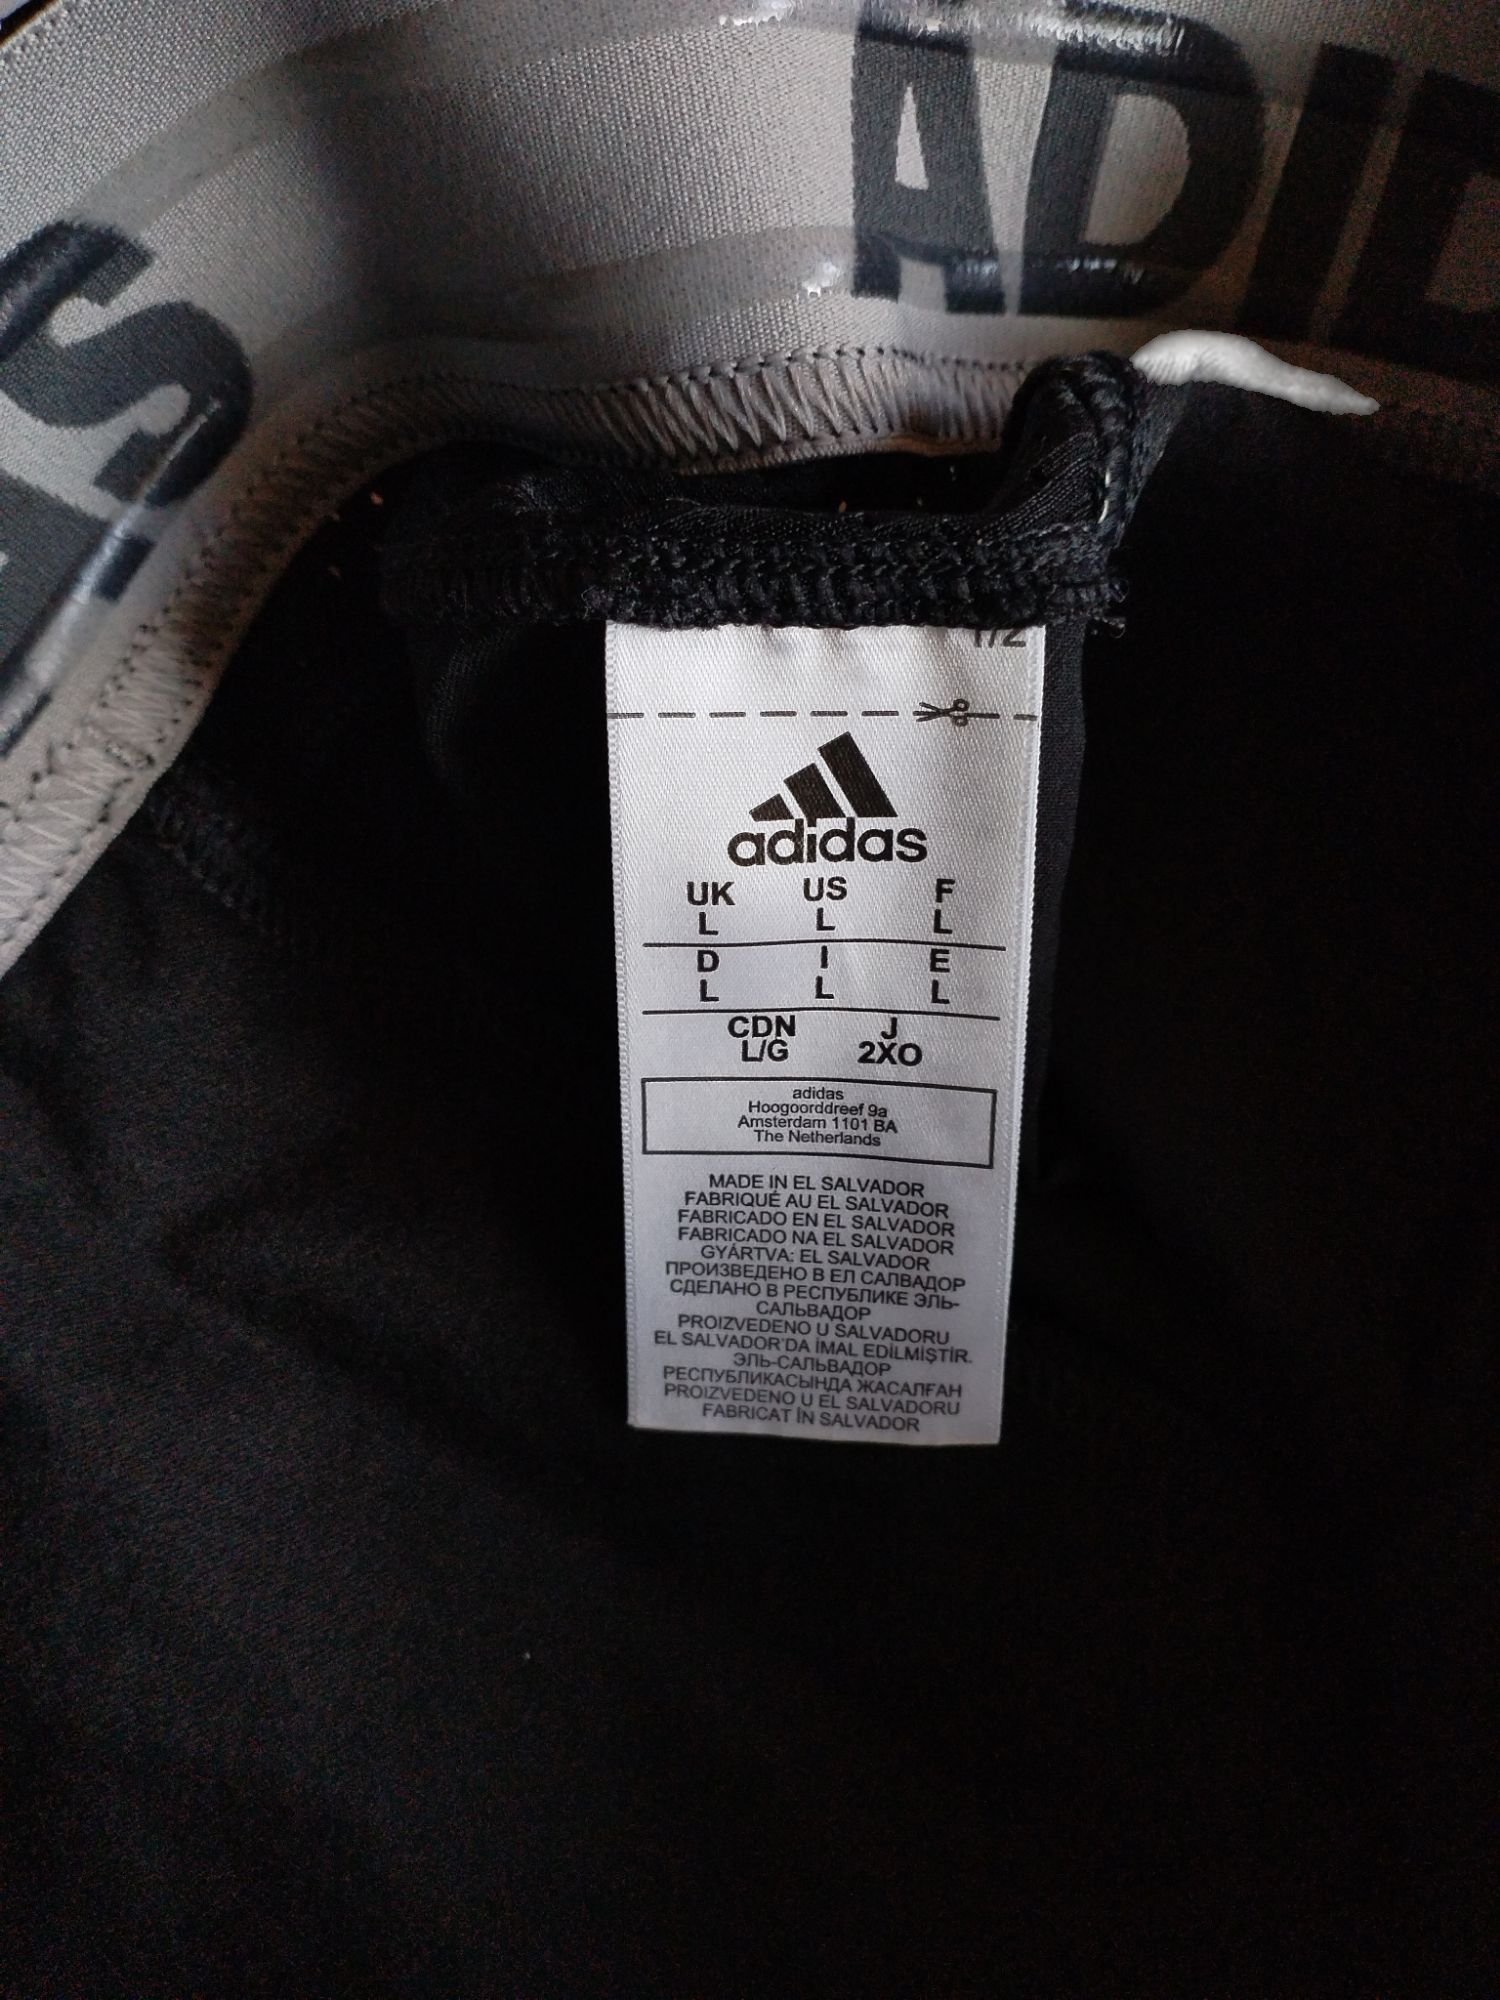 ADID
S
1/2
adidas
UK US F
L L L
D I E
L L L
CDN J
L/G 2XO
adidas
Hoogoorddreef 9a
Amsterdam 1101 BA
The Netherlands
MADE IN EL SALVADOR
FABRIQUÉ AU EL SALVADOR
FABRICADO EN EL SALVADOR
FABRICADO NA EL SALVADOR
GYÁRTVA: EL SALVADOR
ПРОИЗВЕДЕНО В ЕЛ САЛВАДОР
СДЕЛАНО В РЕСПУБЛИКЕ ЭЛЬ-
САЛЬВАДОР
PROIZVEDENO U SALVADORU
EL SALVADOR'DA İMAL EDİLMİŞTİR.
ЭЛЬ-САЛЬВАДОР
РЕСПУБЛИКАСЫНДА ЖАСАЛҒАН
PROIZVEDENO U EL SALVADORU
FABRICAT ÎN SALVADOR